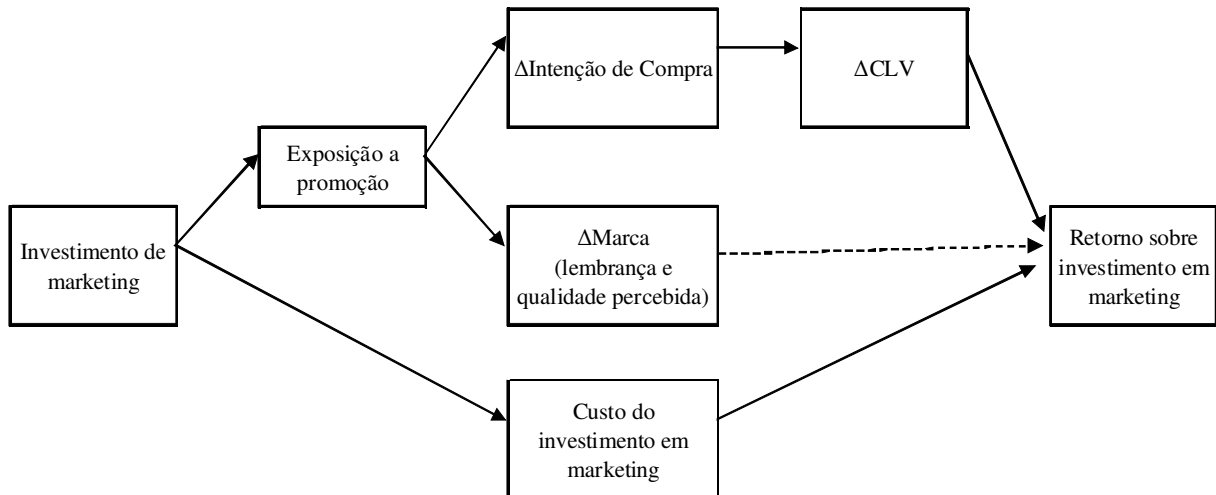 ΔIntenção de Compra
ΔCLV
Exposição a
promoção
Investimento de
marketing
ΔMarca
(lembrança e
qualidade percebida)
Retorno sobre
investimento em
marketing
Custo do
investimento em
marketing